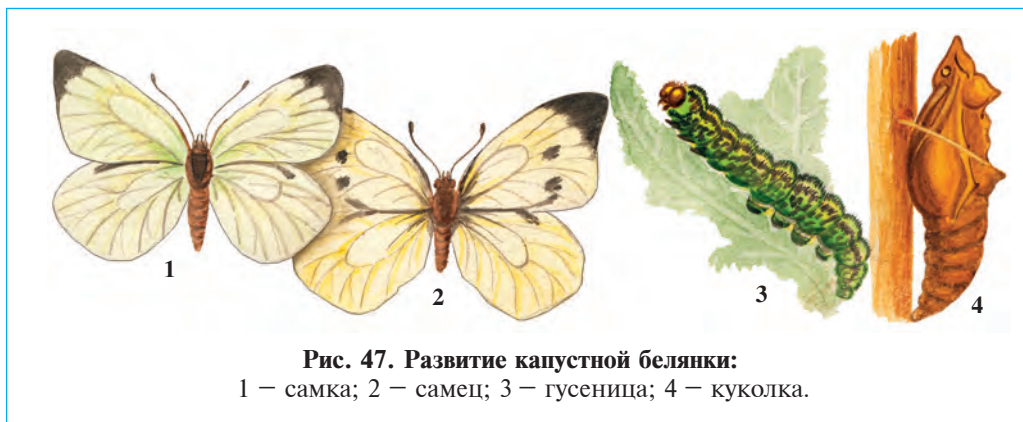 1
2
3
4
Рис. 47. Развитие капустной белянки:
1 — самка; 2 — самец; 3 — гусеница; 4 — куколка.